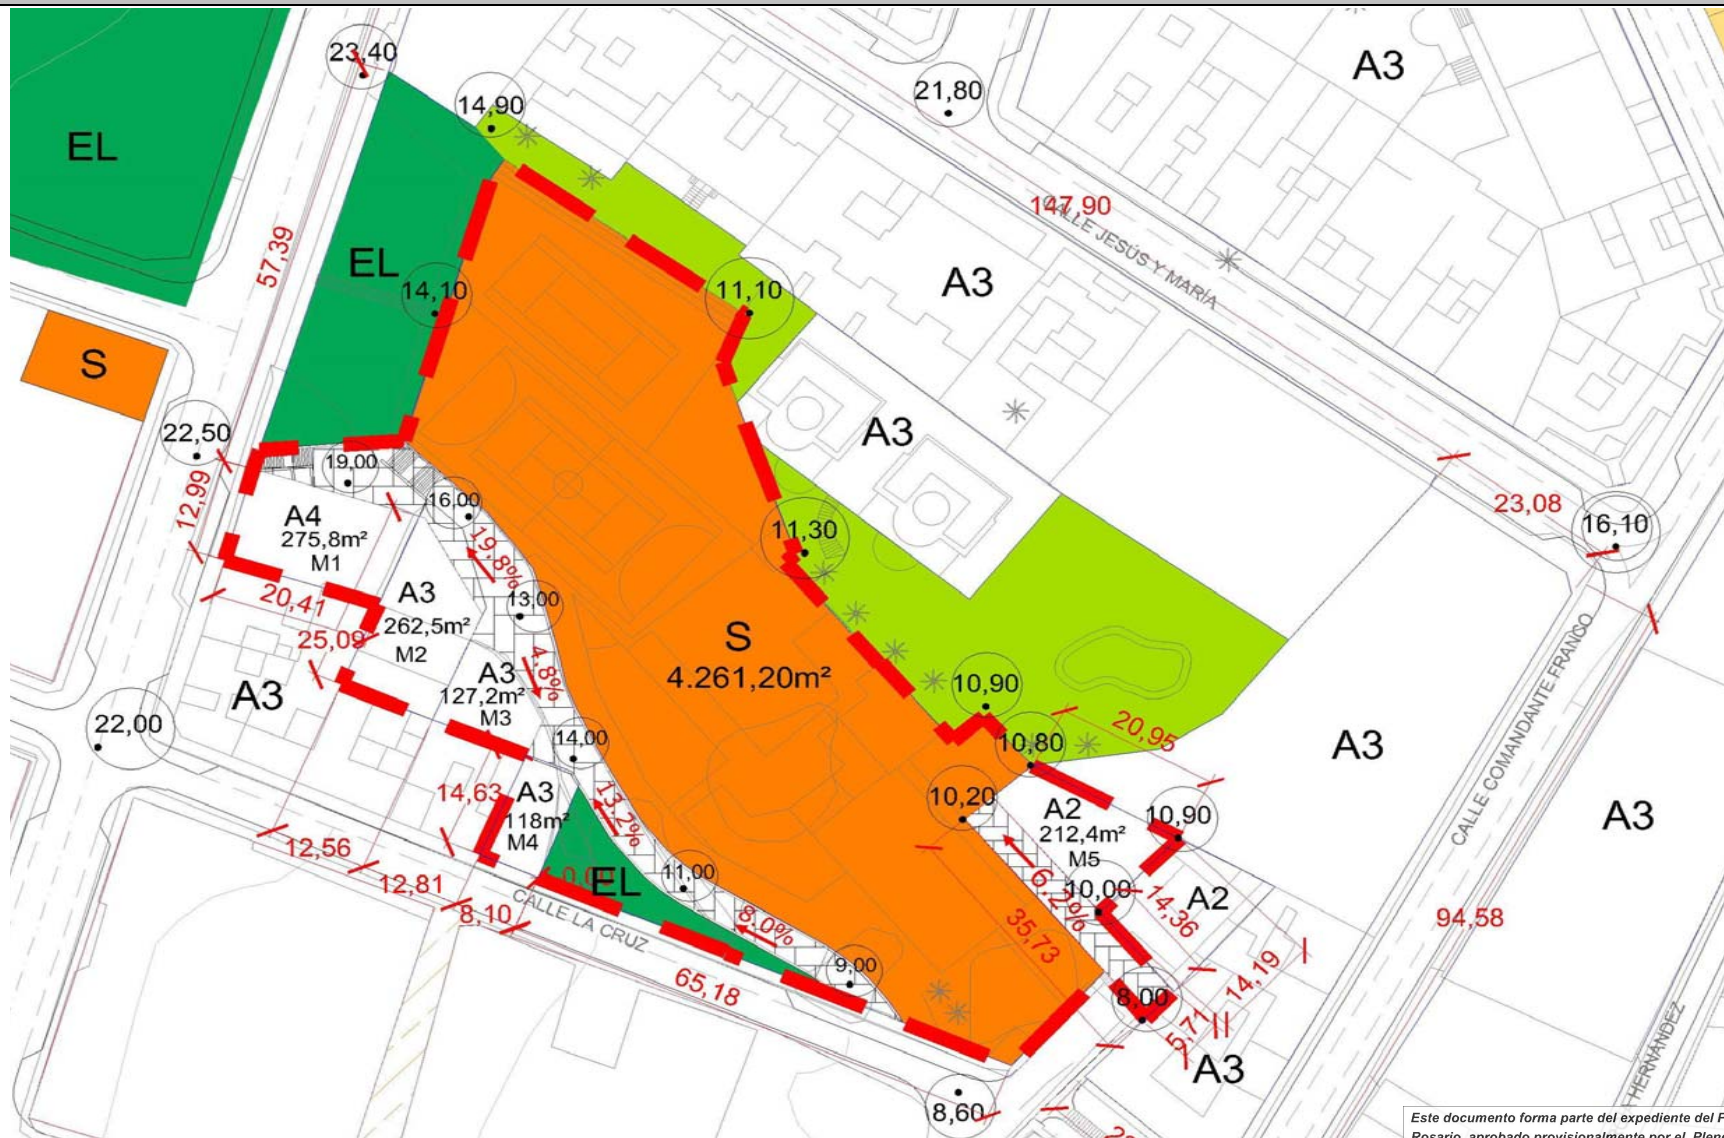 23,40
14,90
21,80
A3
EL
147,90
CALLE JESÚS Y MARÍA
57,39
EL
14,10
11,10
A3
S
A3
22,50
19,00
23,08
16,10
12,99
16,00
A4
275,8m²
M1
19,8%
11,30
20,41
A3
262,5m²
M2
13,00
25,09
S
4.261,20m²
A3
127,2m²
M3
4,8%
A3
22,00
14,00
10,90
10,80
20,95
A3
CALLE COMANDANTE FRANCO
A3
14,63
A3
118m²
M4
13,2%
10,20
A2
212,4m²
M5
10,90
12,56
12,81
8,10
EL
11,00
CALLE LA CRUZ
8,0%
9,00
65,18
35,73
6,2%
10,00
14,36
A2
94,58
14,19
8,00
5,71
A3
8,60
HERNÁNDEZ
Este documento forma parte del expediente del P
Rosario, aprobado provisionalmente por el Plen